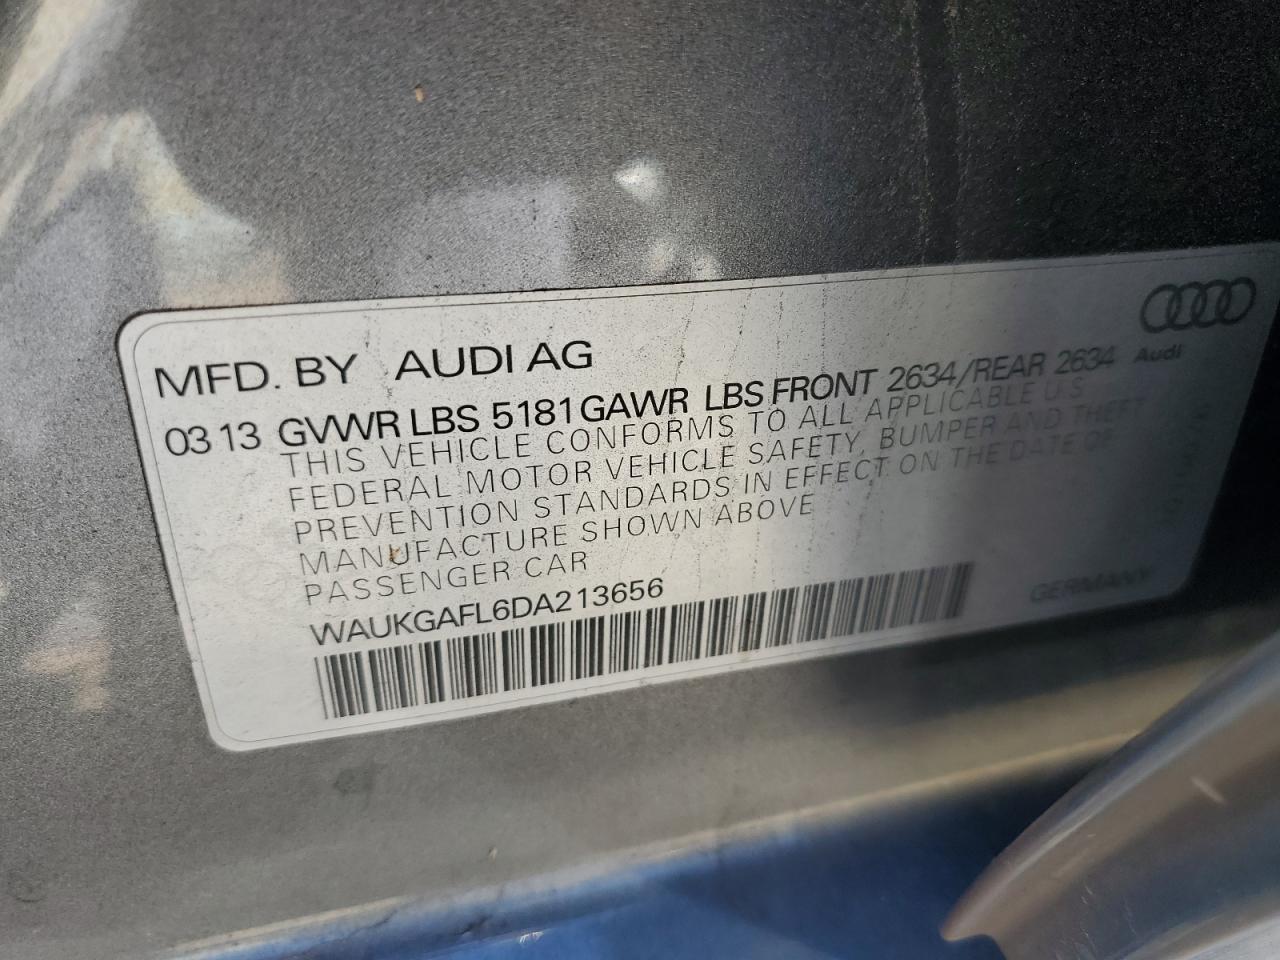 MFD. BY AUDI AG
Audi
03 13 GVWR LBS 5181 GAWR LBS FRONT 2634/REAR 2634
THIS VEHICLE CONFORMS TO ALL APPLICABLE U.S
FEDERAL MOTOR VEHICLE SAFETY, BUMPER AND THEFT
PREVENTION STANDARDS IN EFFECT ON THE DATE OF
MANUFACTURE SHOWN ABOVE
PASSENGER CAR
WAUKGAFL6DA213656
GERMANY